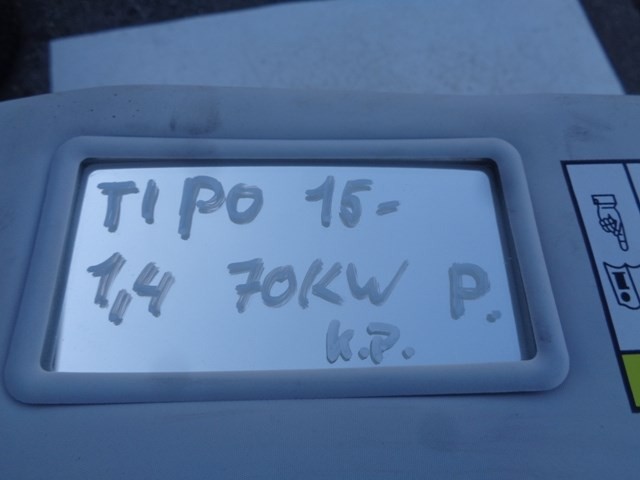 TIPO 15-
1,4 70KW P.
K.P.